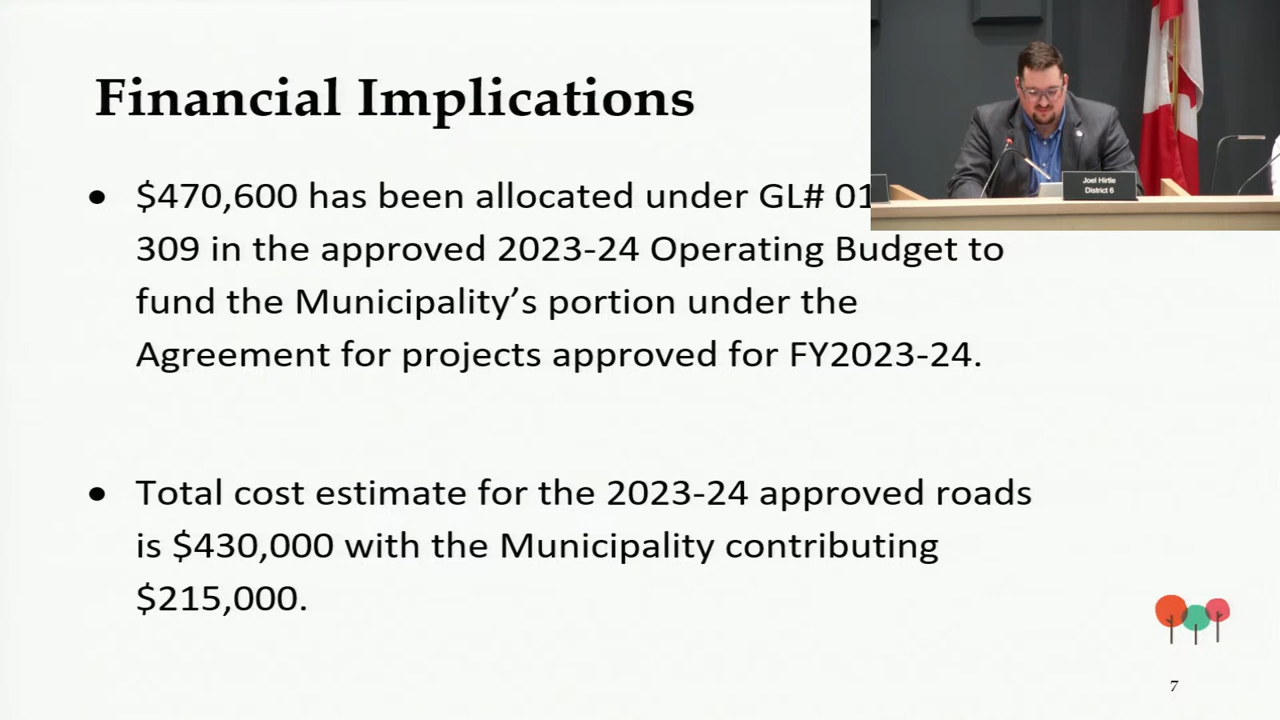 Financial Implications
• $470,600 has been allocated under GL# 01
309 in the approved 2023-24 Operating Budget to
fund the Municipality’s portion under the
Agreement for projects approved for FY2023-24.
• Total cost estimate for the 2023-24 approved roads
is $430,000 with the Municipality contributing
$215,000.
Joel Hirtle
District 6
7